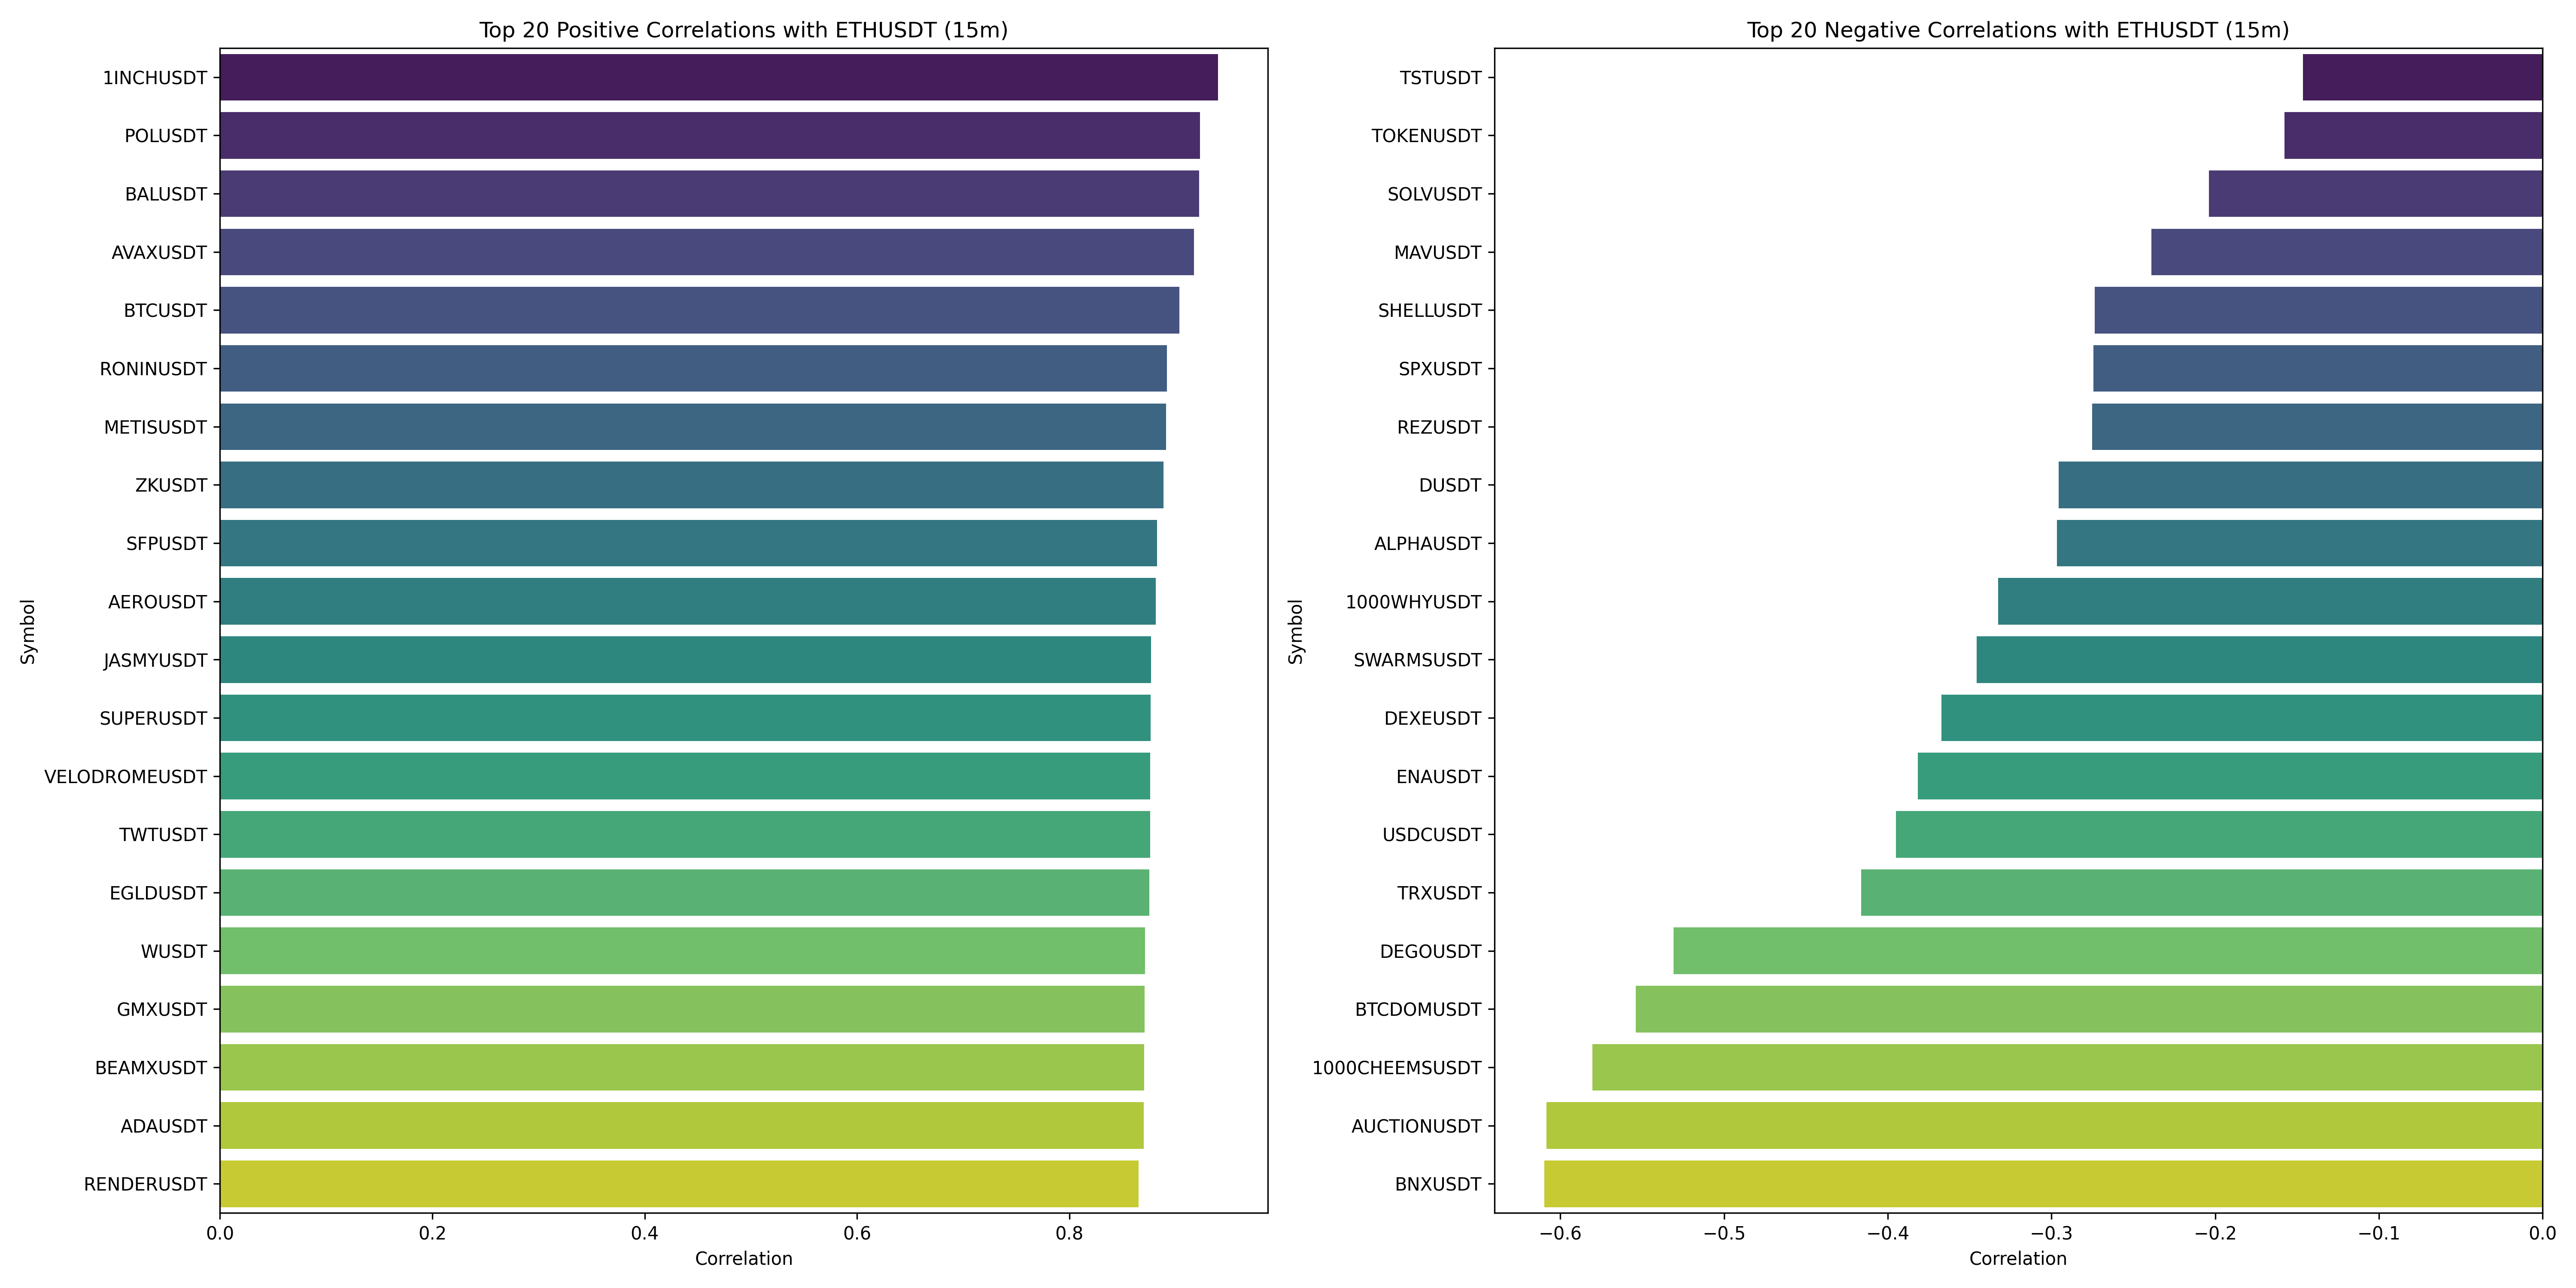 Top 20 Positive Correlations with ETHUSDT (15m)
Symbol
1INCHUSDT
POLUSDT
BALUSDT
AVAXUSDT
BTCUSDT
RONINUSDT
METISUSDT
ZKUSDT
SFPUSDT
AEROUSDT
JASMYUSDT
SUPERUSDT
VELODROMEUSDT
TWTUSDT
EGLDUSDT
WUSDT
GMXUSDT
BEAMXUSDT
ADAUSDT
RENDERUSDT
0.0 0.2 0.4 0.6 0.8
Correlation
Top 20 Negative Correlations with ETHUSDT (15m)
Symbol
TSTUSDT
TOKENUSDT
SOLVUSDT
MAVUSDT
SHELLUSDT
SPXUSDT
REZUSDT
DUSDT
ALPHAUSDT
1000WHYUSDT
SWARMSUSDT
DEXEUSDT
ENAUSDT
USDCUSDT
TRXUSDT
DEGOUSDT
BTCDOMUSDT
1000CHEEMSUSDT
AUCTIONUSDT
BNXUSDT
−0.6 −0.5 −0.4 −0.3 −0.2 −0.1 0.0
Correlation